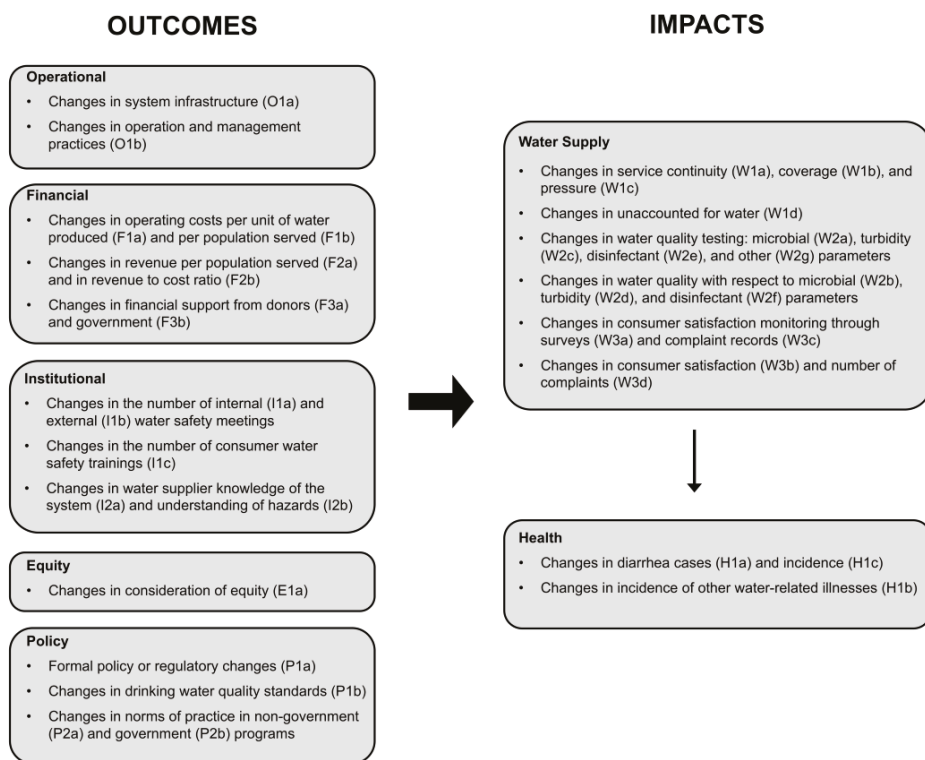 OUTCOMES
Operational
• Changes in system infrastructure (O1a)
• Changes in operation and management
practices (O1b)
Financial
• Changes in operating costs per unit of water
produced (F1a) and per population served (F1b)
• Changes in revenue per population served (F2a)
and in revenue to cost ratio (F2b)
• Changes in financial support from donors (F3a)
and government (F3b)
Institutional
• Changes in the number of internal (I1a) and
external (I1b) water safety meetings
• Changes in the number of consumer water
safety trainings (I1c)
• Changes in water supplier knowledge of the
system (I2a) and understanding of hazards (I2b)
Equity
• Changes in consideration of equity (E1a)
Policy
• Formal policy or regulatory changes (P1a)
• Changes in drinking water quality standards (P1b)
• Changes in norms of practice in non-government
(P2a) and government (P2b) programs
IMPACTS
Water Supply
• Changes in service continuity (W1a), coverage (W1b), and
pressure (W1c)
• Changes in unaccounted for water (W1d)
• Changes in water quality testing: microbial (W2a), turbidity
(W2c), disinfectant (W2e), and other (W2g) parameters
• Changes in water quality with respect to microbial (W2b),
turbidity (W2d), and disinfectant (W2f) parameters
• Changes in consumer satisfaction monitoring through
surveys (W3a) and complaint records (W3c)
• Changes in consumer satisfaction (W3b) and number of
complaints (W3d)
Health
• Changes in diarrhea cases (H1a) and incidence (H1c)
• Changes in incidence of other water-related illnesses (H1b)